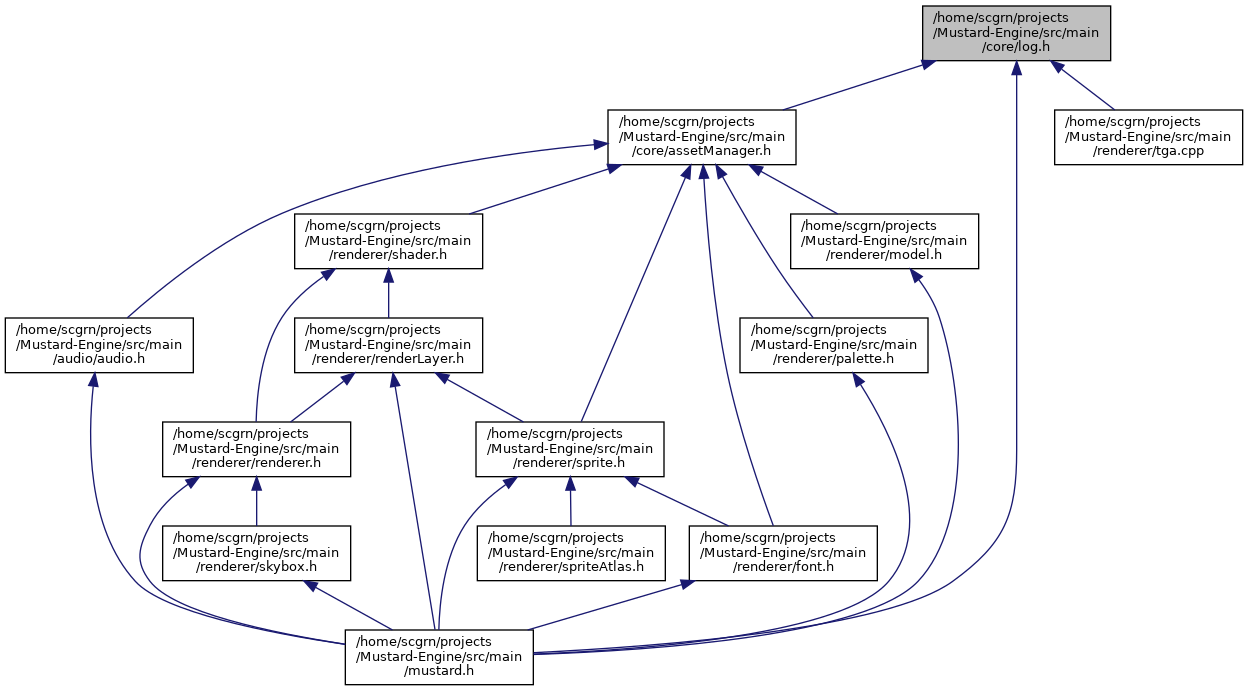 /home/scgrn/projects
/Mustard-Engine/src/main
/core/log.h
/home/scgrn/projects
/Mustard-Engine/src/main
/core/assetManager.h
/home/scgrn/projects
/Mustard-Engine/src/main
/renderer/tga.cpp
/home/scgrn/projects
/Mustard-Engine/src/main
/renderer/shader.h
/home/scgrn/projects
/Mustard-Engine/src/main
/renderer/model.h
/home/scgrn/projects
/Mustard-Engine/src/main
/audio/audio.h
/home/scgrn/projects
/Mustard-Engine/src/main
/renderer/renderLayer.h
/home/scgrn/projects
/Mustard-Engine/src/main
/renderer/palette.h
/home/scgrn/projects
/Mustard-Engine/src/main
/renderer/renderer.h
/home/scgrn/projects
/Mustard-Engine/src/main
/renderer/sprite.h
/home/scgrn/projects
/Mustard-Engine/src/main
/renderer/skybox.h
/home/scgrn/projects
/Mustard-Engine/src/main
/renderer/spriteAtlas.h
/home/scgrn/projects
/Mustard-Engine/src/main
/renderer/font.h
/home/scgrn/projects
/Mustard-Engine/src/main
/mustard.h